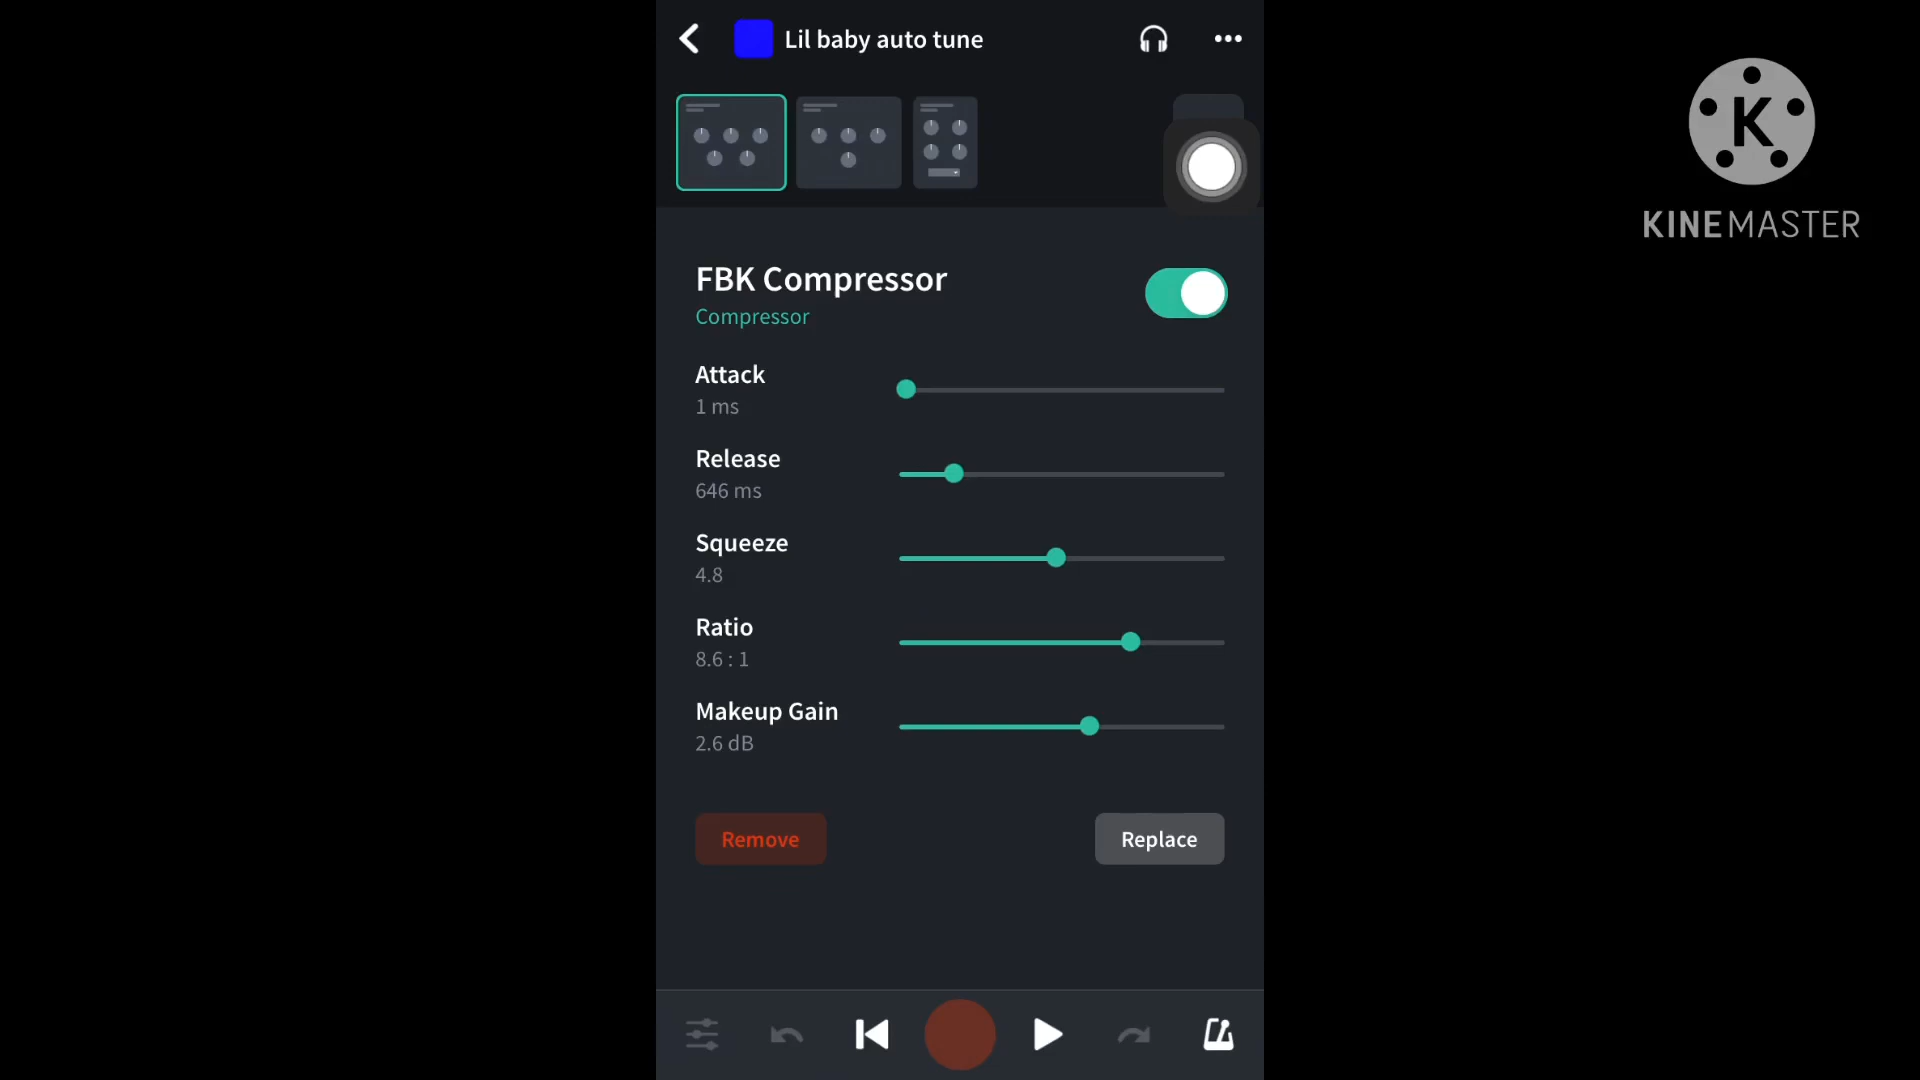 Lil baby auto tune
K
KINEMASTER
FBK Compressor
Compressor
Attack
1 ms
Release
646 ms
Squeeze
4.8
Ratio
8.6 : 1
Makeup Gain
2.6 dB
Remove
Replace